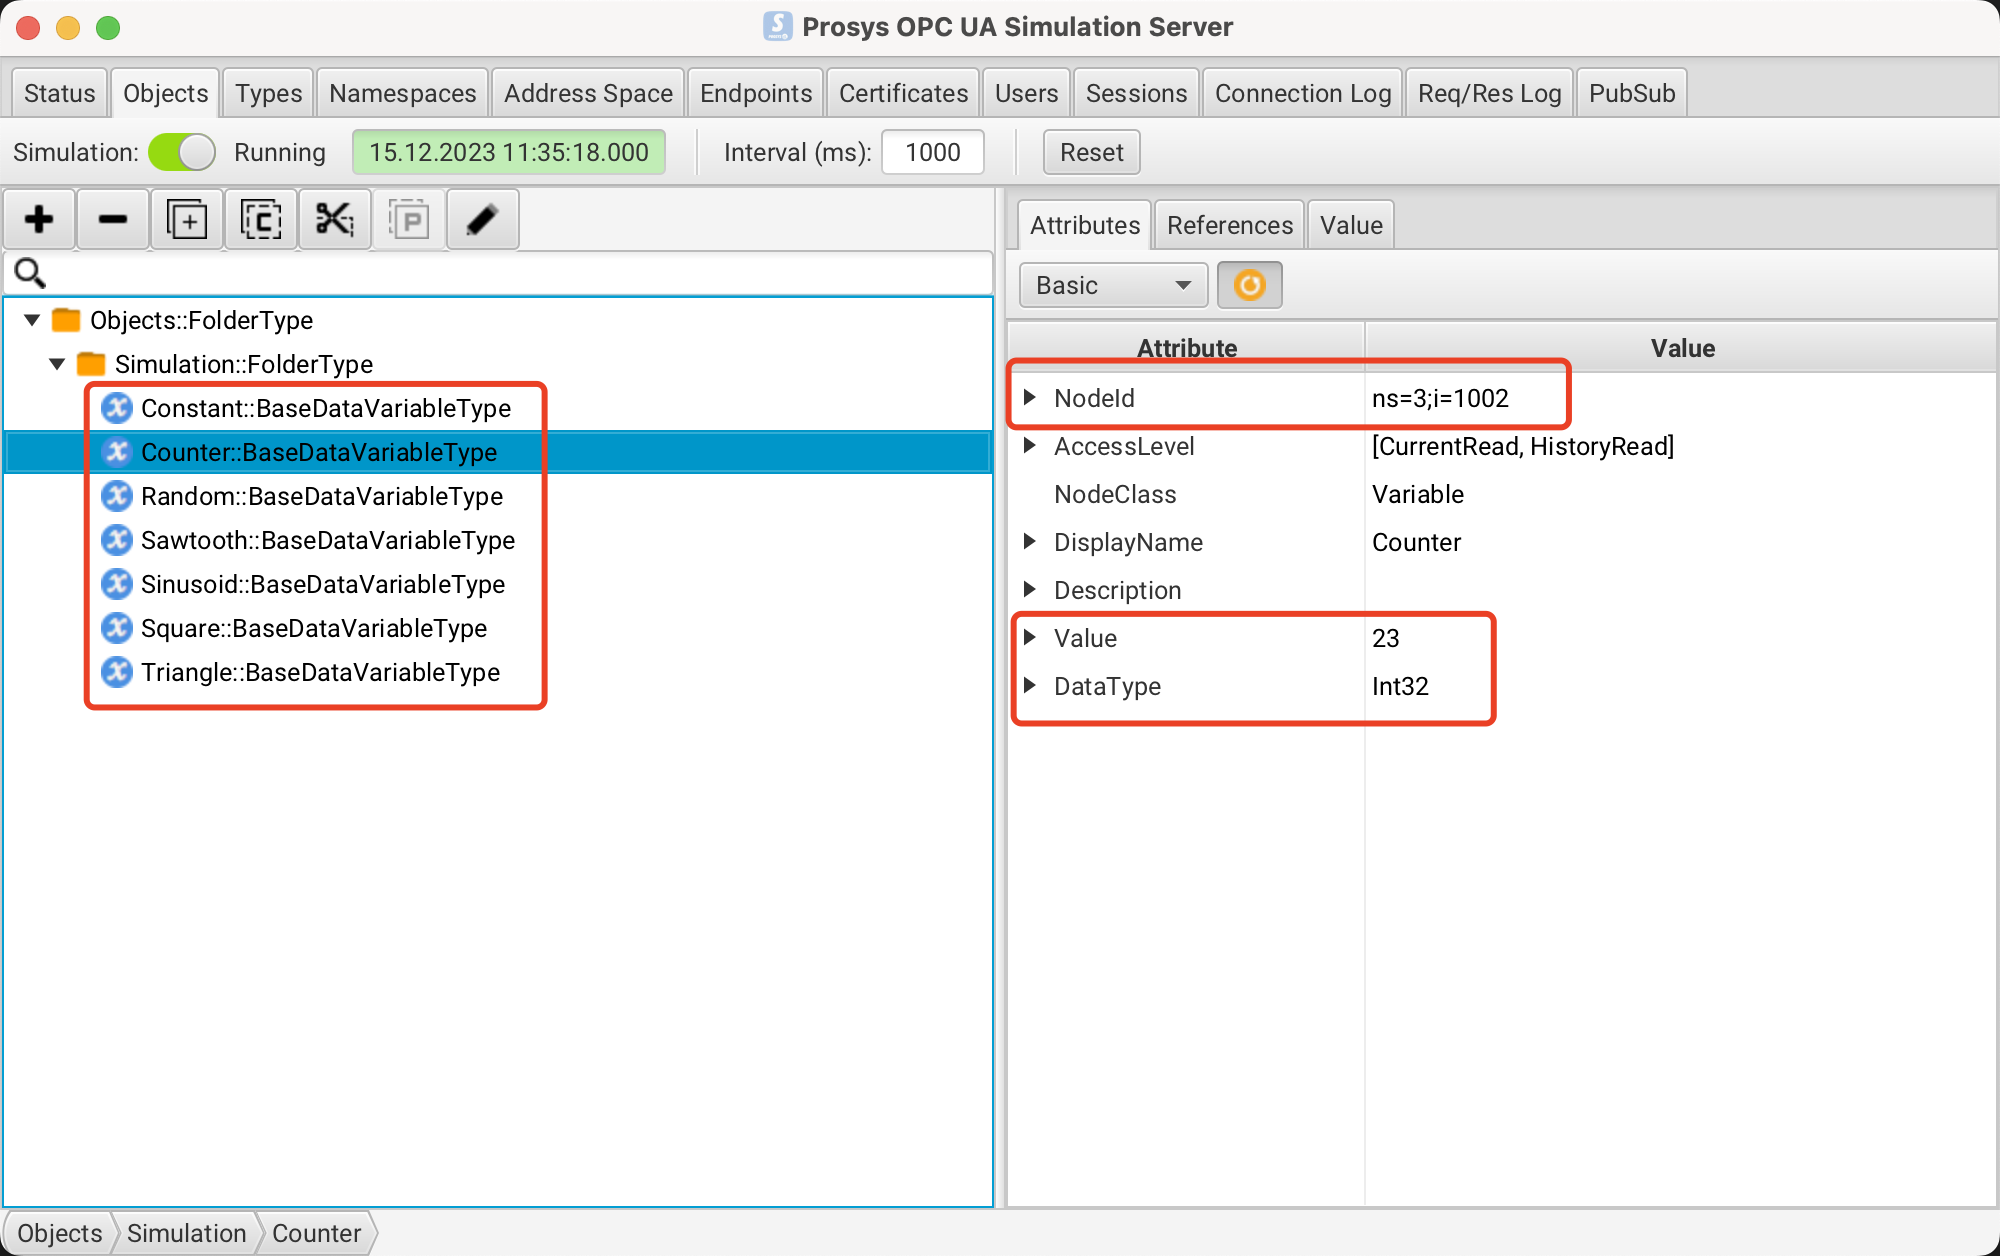 Prosys OPC UA Simulation Server
Status Objects Types Namespaces Address Space Endpoints Certificates Users Sessions Connection Log Req/Res Log PubSub
Simulation: Running 15.12.2023 11:35:18.000 Interval (ms): 1000 Reset
Objects::FolderType
Simulation::FolderType
Constant::BaseDataVariableType
Counter::BaseDataVariableType
Random::BaseDataVariableType
Sawtooth::BaseDataVariableType
Sinusoid::BaseDataVariableType
Square::BaseDataVariableType
Triangle::BaseDataVariableType
Attributes References Value
Basic
Attribute Value
NodeId ns=3;i=1002
AccessLevel [CurrentRead, HistoryRead]
NodeClass Variable
DisplayName Counter
Description
Value 23
DataType Int32
Objects Simulation Counter